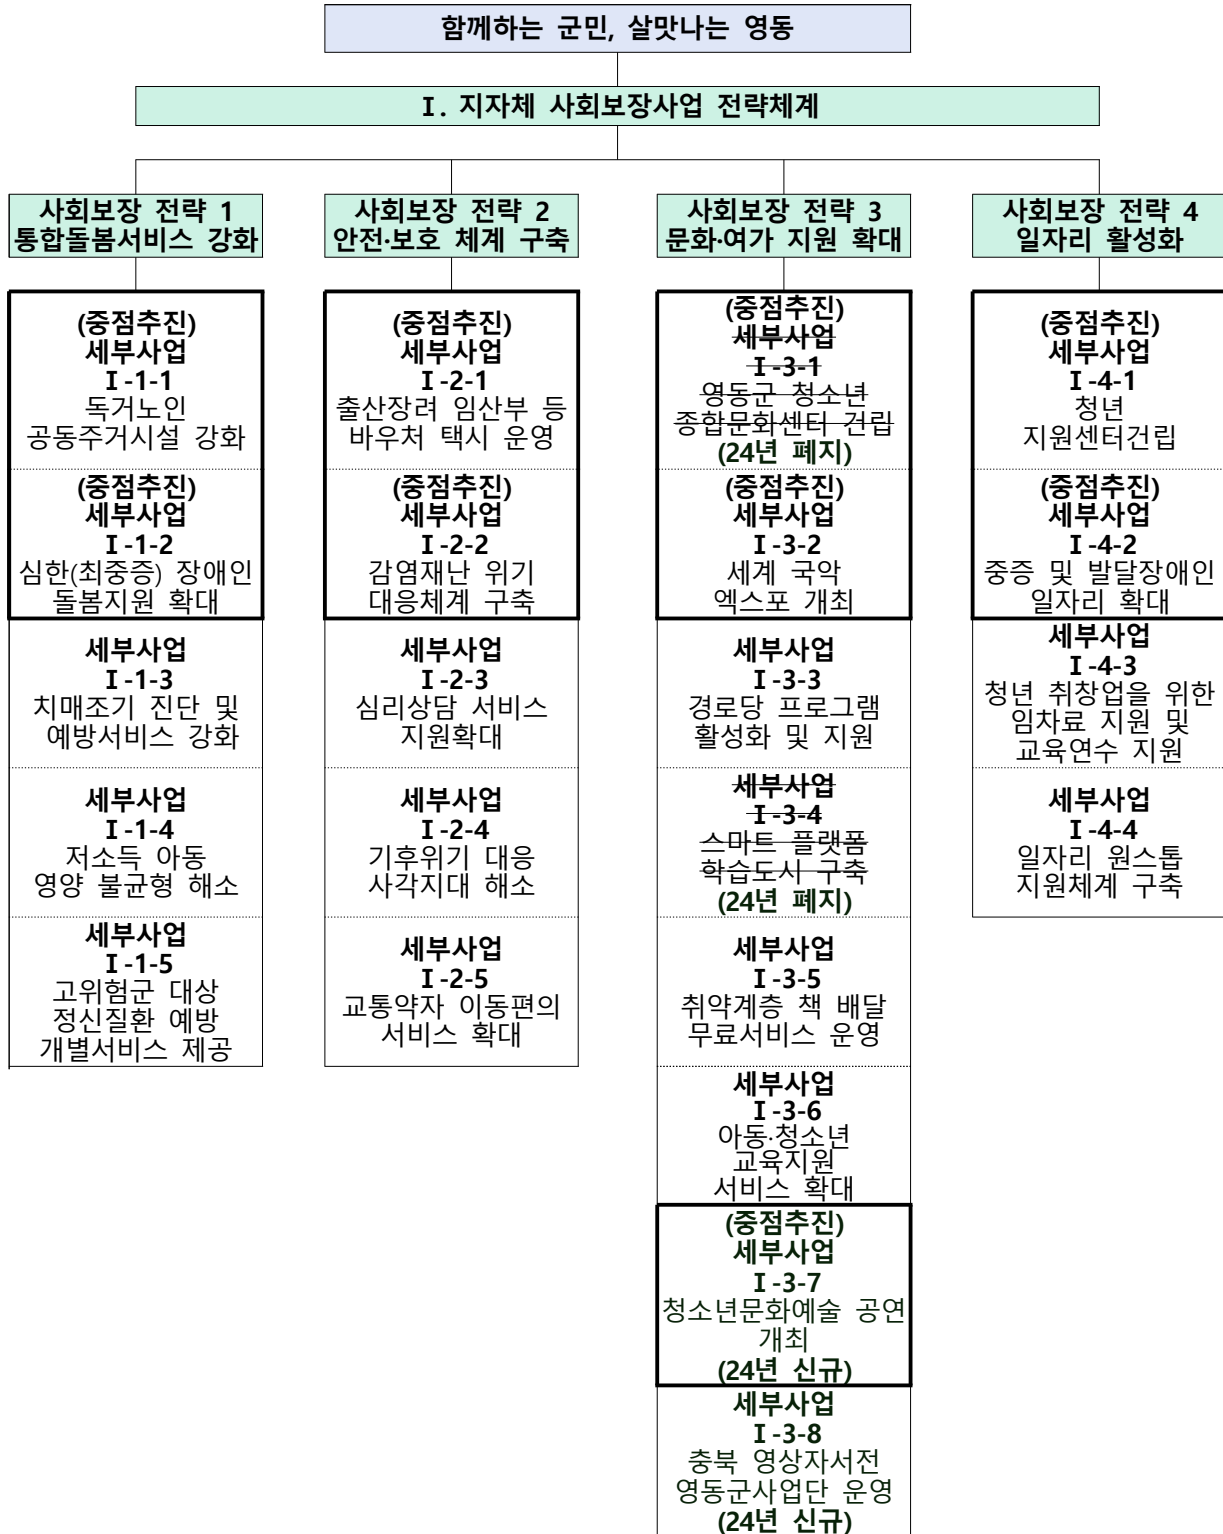 함께하는 군민, 살맛나는 영동
Ⅰ. 지자체 사회보장사업 전략체계
사회보장 전략 1
통합돌봄서비스 강화
(중점추진)
세부사업
Ⅰ-1-1
독거노인
공동주거시설 강화
(중점추진)
세부사업
Ⅰ-1-2
심한(최중증) 장애인
돌봄지원 확대
세부사업
Ⅰ-1-3
치매조기 진단 및
예방서비스 강화
세부사업
Ⅰ-1-4
저소득 아동
영양 불균형 해소
세부사업
Ⅰ-1-5
고위험군 대상
정신질환 예방
개별서비스 제공
사회보장 전략 2
안전·보호 체계 구축
(중점추진)
세부사업
Ⅰ-2-1
출산장려 임산부 등
바우처 택시 운영
(중점추진)
세부사업
Ⅰ-2-2
감염재난 위기
대응체계 구축
세부사업
Ⅰ-2-3
심리상담 서비스
지원확대
세부사업
Ⅰ-2-4
기후위기 대응
사각지대 해소
세부사업
Ⅰ-2-5
교통약자 이동편의
서비스 확대
사회보장 전략 3
문화·여가 지원 확대
(중점추진)
세부사업
Ⅰ-3-1
영동군 청소년
종합문화센터 건립
(24년 폐지)
(중점추진)
세부사업
Ⅰ-3-2
세계 국악
엑스포 개최
세부사업
Ⅰ-3-3
경로당 프로그램
활성화 및 지원
세부사업
Ⅰ-3-4
스마트 플랫폼
학습도시 구축
(24년 폐지)
세부사업
Ⅰ-3-5
취약계층 책 배달
무료서비스 운영
세부사업
Ⅰ-3-6
아동·청소년
교육지원
서비스 확대
(중점추진)
세부사업
Ⅰ-3-7
청소년문화예술 공연
개최
(24년 신규)
세부사업
Ⅰ-3-8
충북 영상자서전
영동군사업단 운영
(24년 신규)
사회보장 전략 4
일자리 활성화
(중점추진)
세부사업
Ⅰ-4-1
청년
지원센터건립
(중점추진)
세부사업
Ⅰ-4-2
중증 및 발달장애인
일자리 확대
세부사업
Ⅰ-4-3
청년 취창업을 위한
임차료 지원 및
교육연수 지원
세부사업
Ⅰ-4-4
일자리 원스톱
지원체계 구축